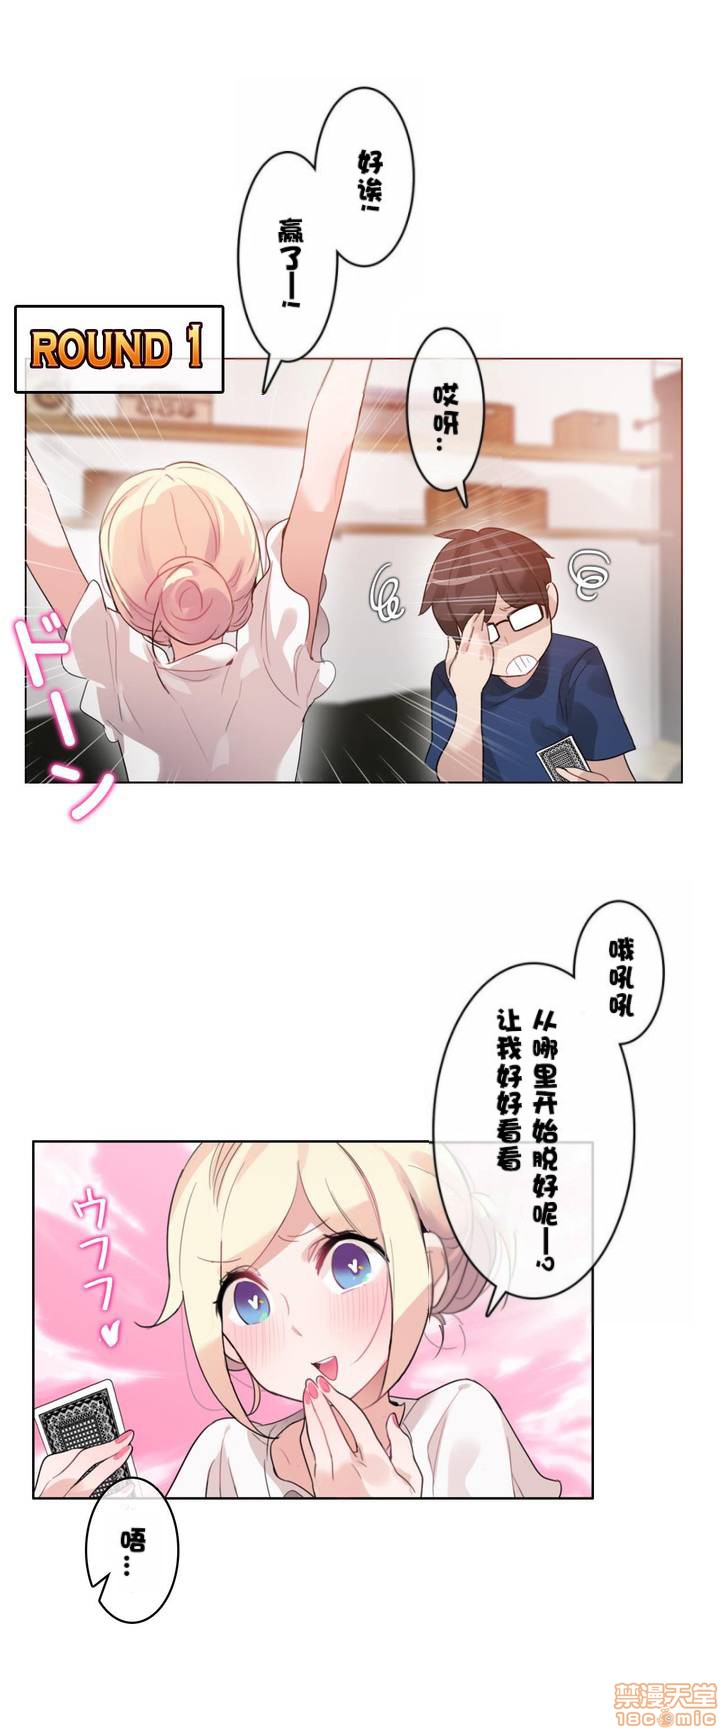 好诶!
赢了—!
ROUND 1
哎呀…
ドーン
哦吼吼
从哪里开始脱好呢—?
让我好好看看
ウフフ♥
唔…
禁漫天堂
18comic